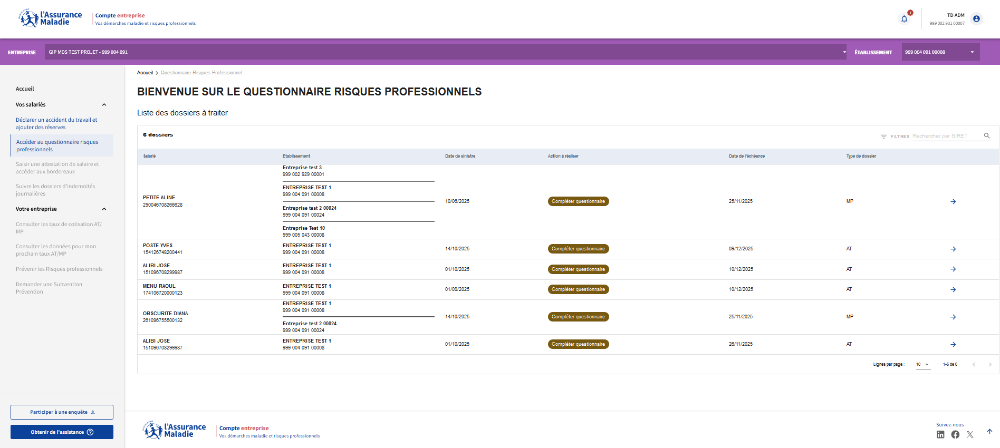 l'Assurance
Maladie
Compte entreprise
Vos démarches maladie et risques professionnels
1
TD ADM
999 002 931 00007
ENTREPRISE
GIP MDS TEST PROJET - 999 004 091
ÉTABLISSEMENT
999 004 091 00008
Accueil
Vos salariés
Déclarer un accident du travail et
ajouter des réserves
Accéder au questionnaire risques
professionnels
Saisir une attestation de salaire et
accéder aux bordereaux
Suivre les dossiers d'indemnités
journalières
Votre entreprise
Consulter les taux de cotisation AT/
MP
Consulter les données pour mon
prochain taux AT/MP
Prévenir les Risques professionnels
Demander une Subvention
Prévention
Participer à une enquête
Obtenir de l'assistance
Accueil > Questionnaire Risques Professionnel
BIENVENUE SUR LE QUESTIONNAIRE RISQUES PROFESSIONNELS
Liste des dossiers à traiter
6 dossiers
FILTRES Rechercher par SIRET
Salarié Etablissement Date de sinistre Action à réaliser Date de l'échéance Type de dossier
PETITE ALINE
290046708266628
Entreprise test 3
999 002 929 00001
ENTREPRISE TEST 1
999 004 091 00008
Entreprise test 2 00024
999 004 091 00024
Entreprise Test 10
999 005 043 00008
10/06/2025 Compléter questionnaire 25/11/2025 MP
POSTE YVES
154126748200441
ENTREPRISE TEST 1
999 004 091 00008
14/10/2025 Compléter questionnaire 09/12/2025 AT
ALIBI JOSE
151096708299987
ENTREPRISE TEST 1
999 004 091 00008
01/10/2025 Compléter questionnaire 10/12/2025 AT
MENU RAOUL
174106720000123
ENTREPRISE TEST 1
999 004 091 00008
01/09/2025 Compléter questionnaire 10/12/2025 AT
OBSCURITE DIANA
261096755500132
ENTREPRISE TEST 1
999 004 091 00008
Entreprise test 2 00024
999 004 091 00024
14/10/2025 Compléter questionnaire 25/11/2025 MP
ALIBI JOSE
151096708299987
ENTREPRISE TEST 1
999 004 091 00008
01/10/2025 Compléter questionnaire 26/11/2025 AT
Lignes par page : 10 1-6 de 6
l'Assurance
Maladie
Compte entreprise
Vos démarches maladie et risques professionnels
Suivez-nous